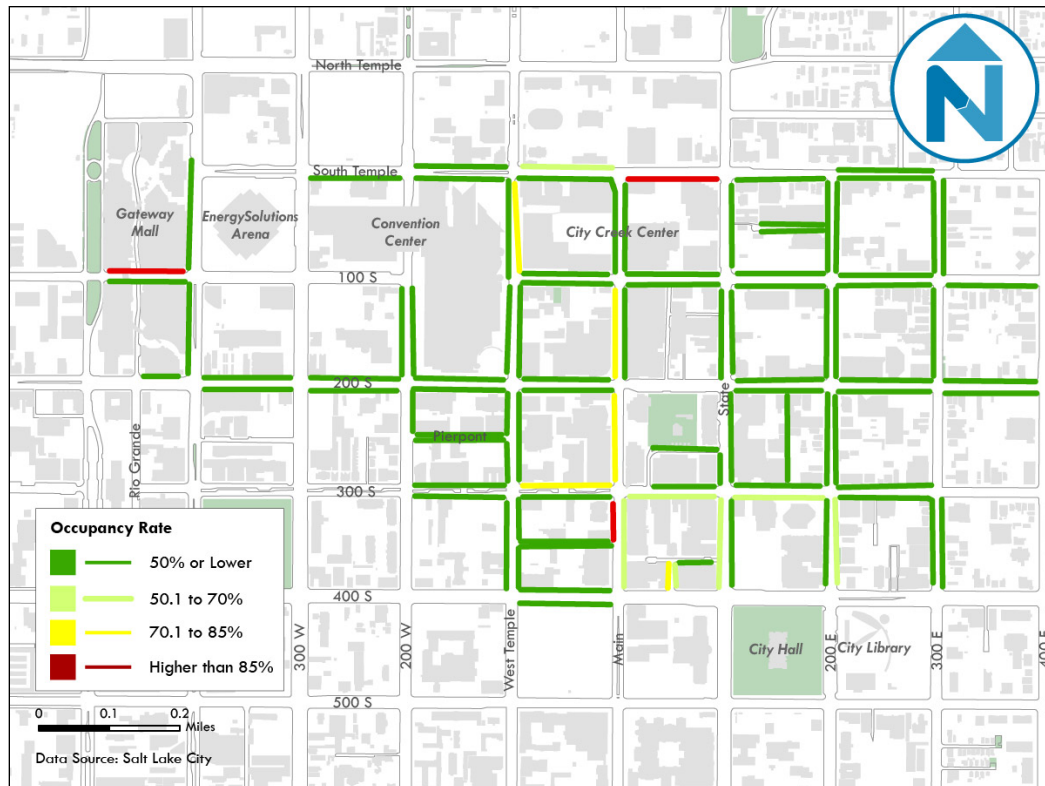 North Temple
South Temple
Gateway
Mall
EnergySolutions
Arena
Convention
Center
City Creek Center
100 S
200 S
State
Pierpont
Rio Grande
300 S
Occupancy Rate
50% or Lower
50.1 to 70%
70.1 to 85%
Higher than 85%
400 S
300 W
200 W
West Temple
Main
City Hall
200 E
City Library
300 E
400 E
500 S
0 0.1 0.2
Miles
Data Source: Salt Lake City
N